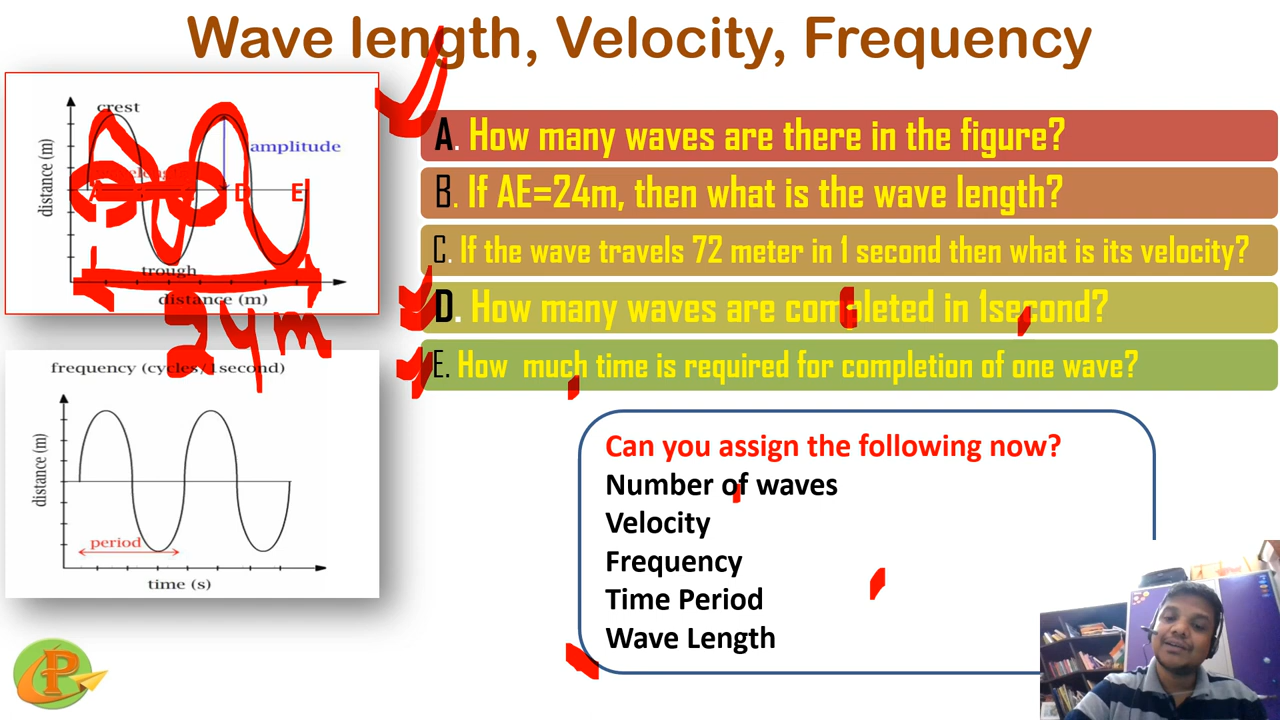 Wave length, Velocity, Frequency
crest
amplitude
distance (m)
A
D
E
trough
distance (m)
24m
A. How many waves are there in the figure?
B. If AE=24m, then what is the wave length?
C. If the wave travels 72 meter in 1 second then what is its velocity?
D. How many waves are completed in 1second?
E. How much time is required for completion of one wave?
frequency (cycles/1second)
distance (m)
period
time (s)
Can you assign the following now?
Number of waves
Velocity
Frequency
Time Period
Wave Length
P